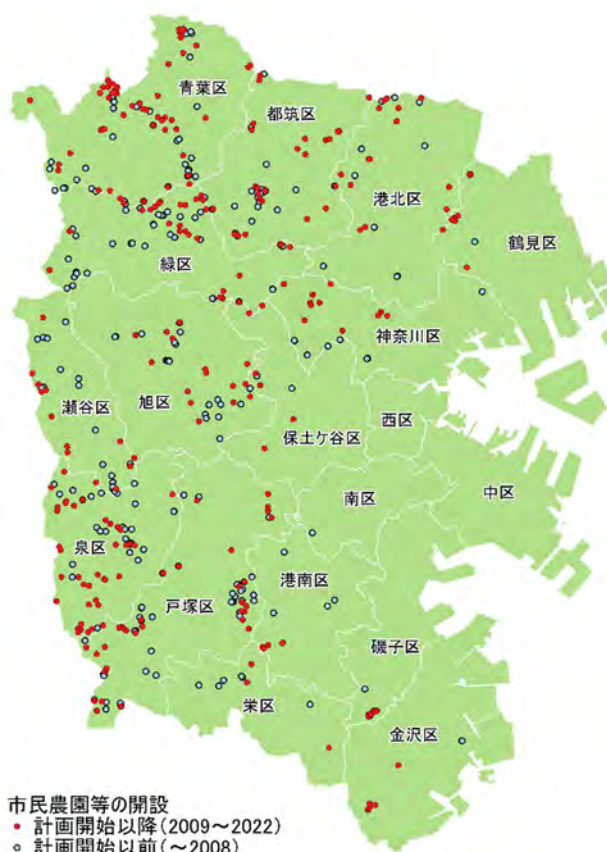 青葉区
都筑区
港北区
鶴見区
緑区
神奈川区
瀬谷区
旭区
保土ケ谷区
西区
中区
南区
泉区
港南区
戸塚区
磯子区
栄区
金沢区
市民農園等の開設
計画開始以降(2009~2022)
計画開始以前(~2008)